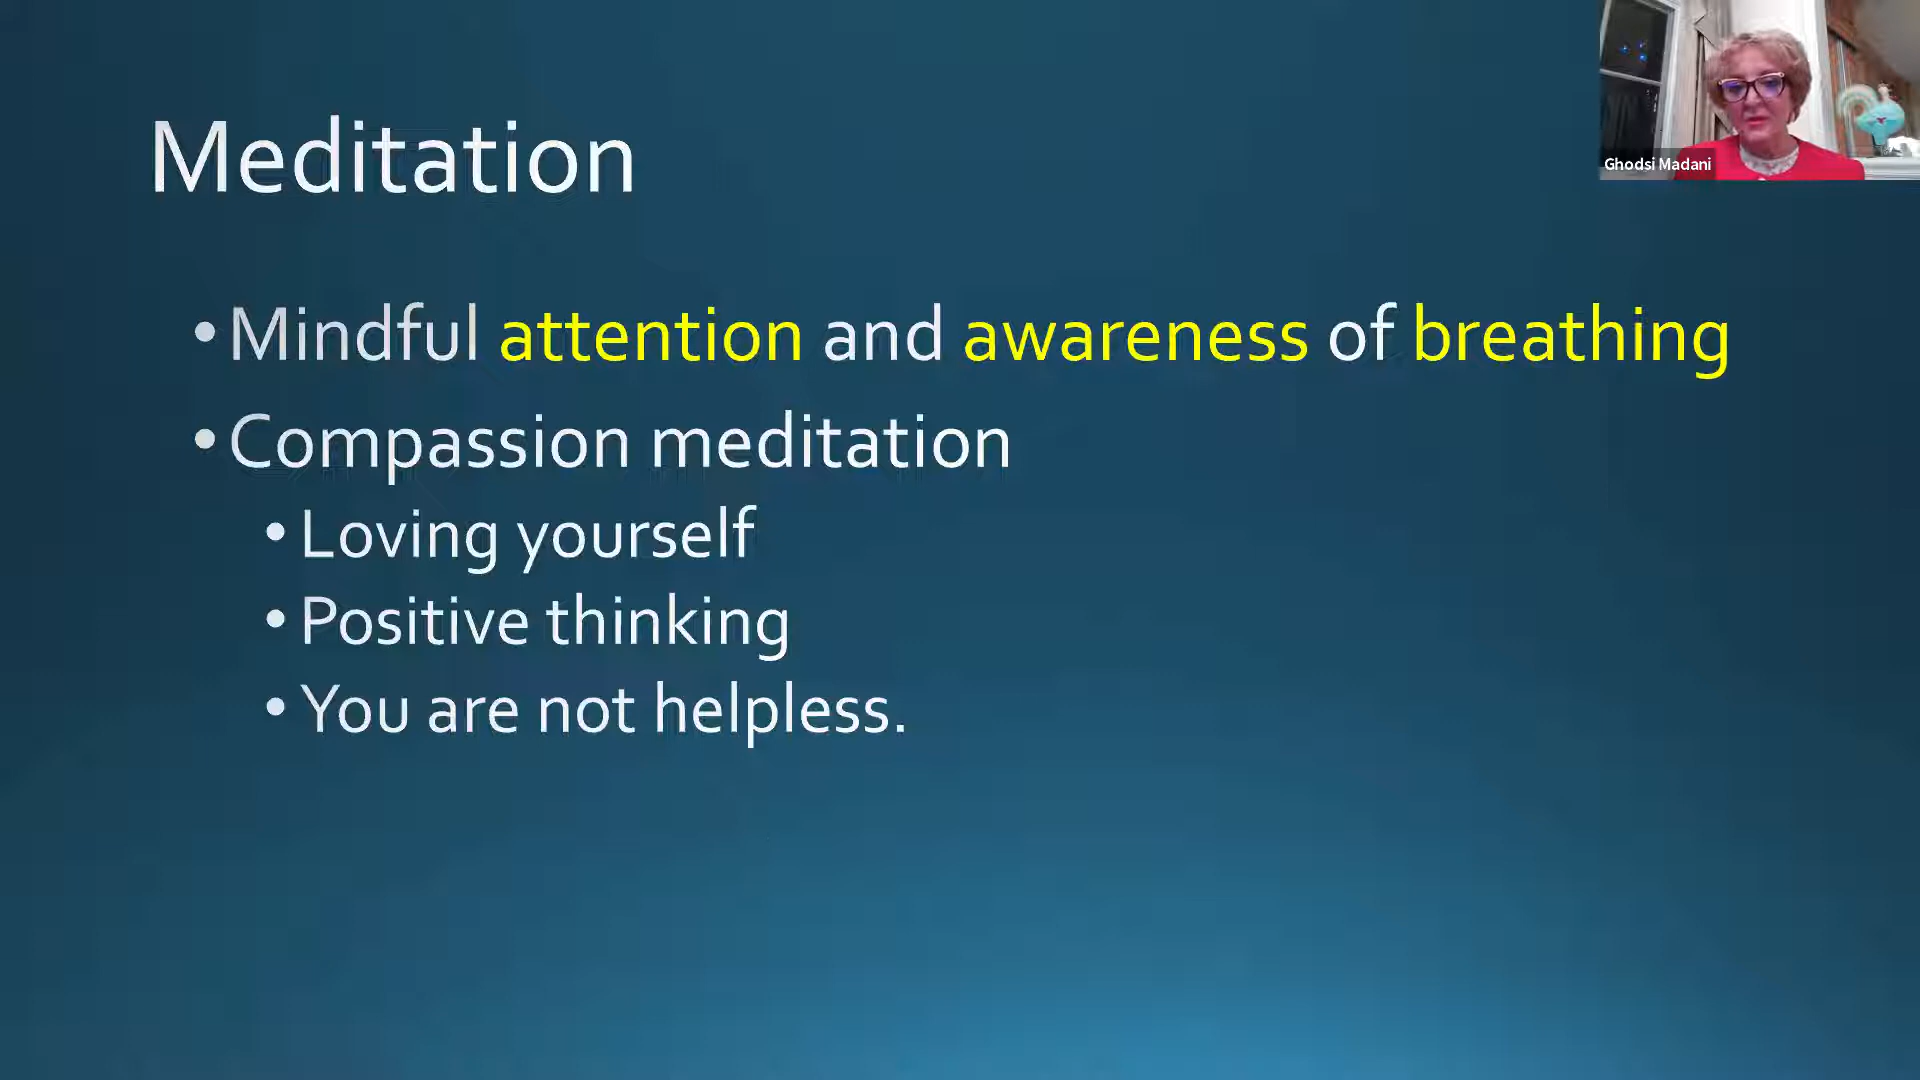 Meditation
Ghodsi Madani
• Mindful attention and awareness of breathing
• Compassion meditation
• Loving yourself
• Positive thinking
• You are not helpless.